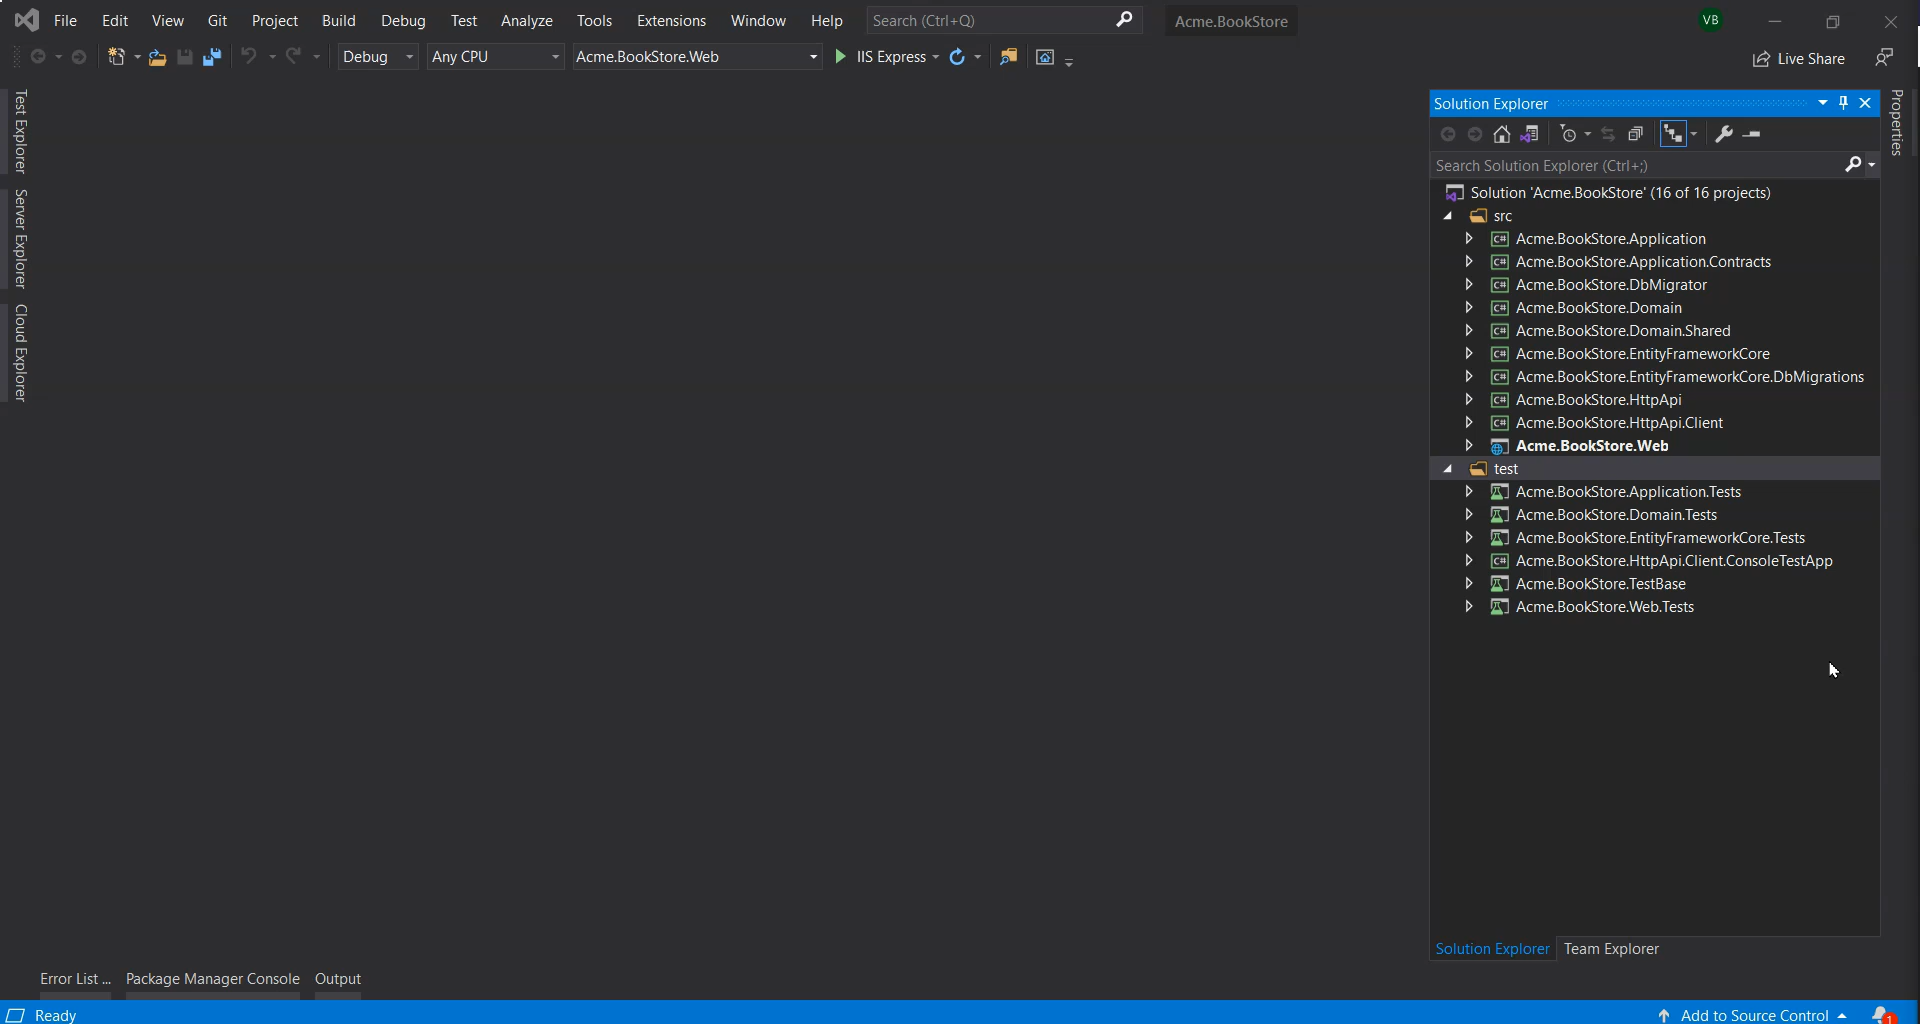 File Edit View Git Project Build Debug Test Analyze Tools Extensions Window Help Search (Ctrl+Q) Acme.BookStore VB
Debug Any CPU Acme.BookStore.Web IIS Express Live Share
Test Explorer
Server Explorer
Cloud Explorer
Solution Explorer
Properties
Search Solution Explorer (Ctrl+;)
Solution 'Acme.BookStore' (16 of 16 projects)
src
C# Acme.BookStore.Application
C# Acme.BookStore.Application.Contracts
C# Acme.BookStore.DbMigrator
C# Acme.BookStore.Domain
C# Acme.BookStore.Domain.Shared
C# Acme.BookStore.EntityFrameworkCore
C# Acme.BookStore.EntityFrameworkCore.DbMigrations
C# Acme.BookStore.HttpApi
C# Acme.BookStore.HttpApi.Client
Acme.BookStore.Web
test
Acme.BookStore.Application.Tests
Acme.BookStore.Domain.Tests
Acme.BookStore.EntityFrameworkCore.Tests
C# Acme.BookStore.HttpApi.Client.ConsoleTestApp
Acme.BookStore.TestBase
Acme.BookStore.Web.Tests
Solution Explorer Team Explorer
Error List ... Package Manager Console Output
Ready Add to Source Control 1